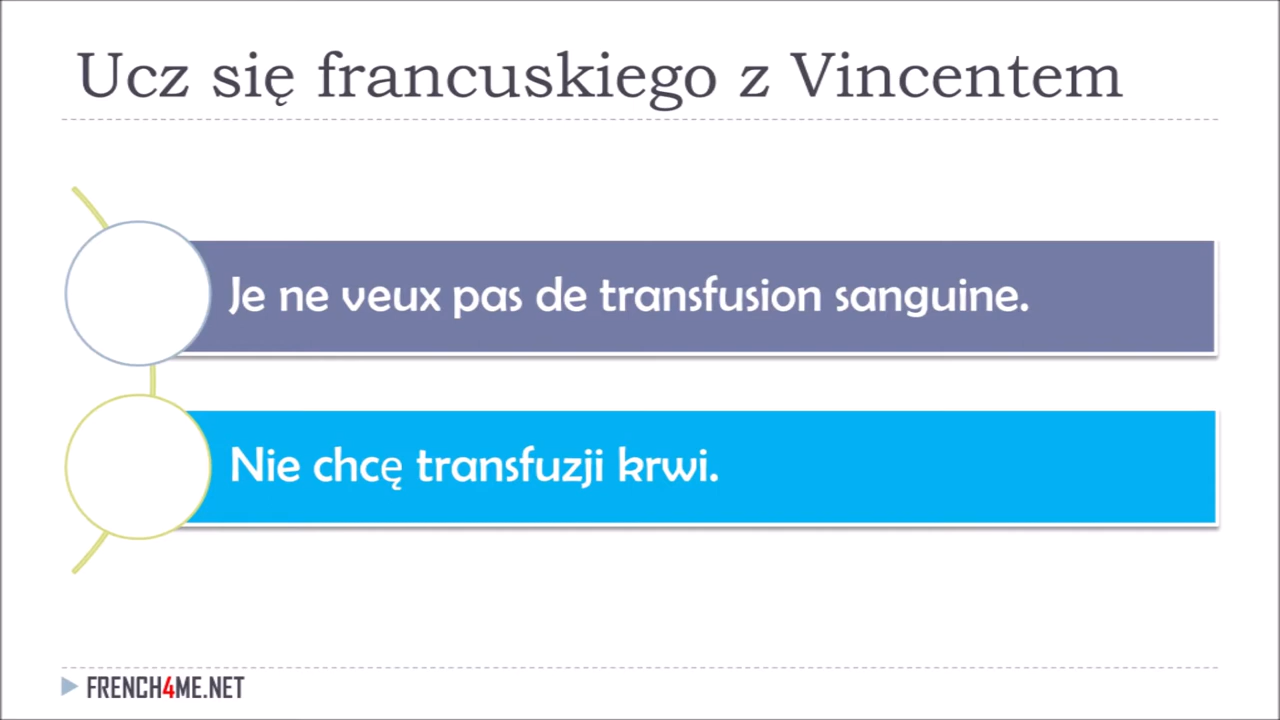 Ucz się francuskiego z Vincentem
Je ne veux pas de transfusion sanguine.
Nie chcę transfuzji krwi.
FRENCH4ME.NET